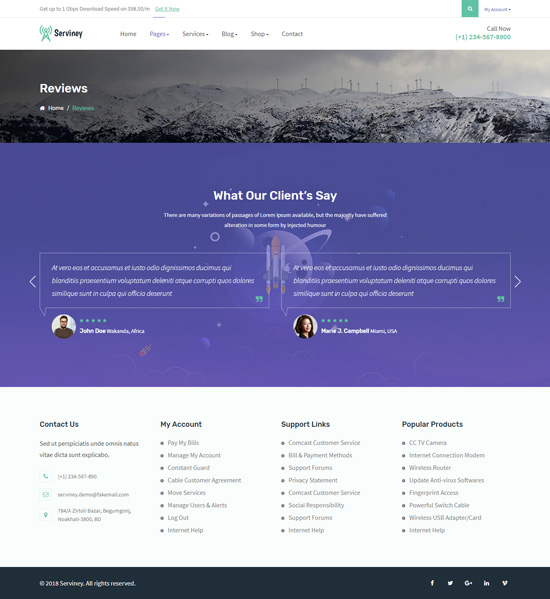 Get up to 1 Gbps Download Speed on $98.50/m Get It Now
My Account
Serviney
Home Pages Services Blog Shop Contact
Call Now
(+1) 234-567-8900
Reviews
Home / Reviews
What Our Client's Say
There are many variations of passages of Lorem Ipsum available, but the majority have suffered
alteration in some form by injected humour
At vero eos et accusamus et iusto odio dignissimos ducimus qui
blanditiis praesentium voluptatum deleniti atque corrupti quos dolores
similique sunt in culpa qui officia deserunt
John Doe Wakanda, Africa
At vero eos et accusamus et iusto odio dignissimos ducimus qui
blanditiis praesentium voluptatum deleniti atque corrupti quos dolores
similique sunt in culpa qui officia deserunt
Marie J. Campbell Miami, USA
Contact Us
Sed ut perspiciatis unde omnis natus
vitae dicta sunt explicabo.
(+1) 234-567-890
serviney.demo@fakemail.com
794/A Zirtoli Bazar, Begumgonj,
Noakhali-3800, BD
My Account
Pay My Bills
Manage My Account
Constant Guard
Cable Customer Agreement
Move Services
Manage Users & Alerts
Log Out
Internet Help
Support Links
Comcast Customer Service
Bill & Payment Methods
Support Forums
Privacy Statement
Comcast Customer Service
Social Responsibility
Support Forums
Internet Help
Popular Products
CC TV Camera
Internet Connection Modem
Wireless Router
Update Anti-virus Softwares
Fingerprint Access
Powerful Switch Cable
Wireless USB Adapter/Card
Internet Help
© 2018 Serviney. All rights reserved.